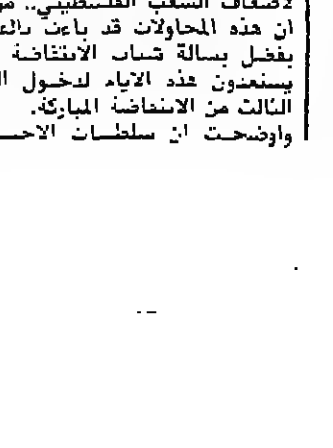 لاضعاف الشعب الفلسطيني..
ان هذه المحاولات قد باءت
بفضل بسالة شباب الانتفاضة
يستعدون هذه الايام لدخول
الثالث من الانتفاضة المباركة.
واوضحت ان سلطات